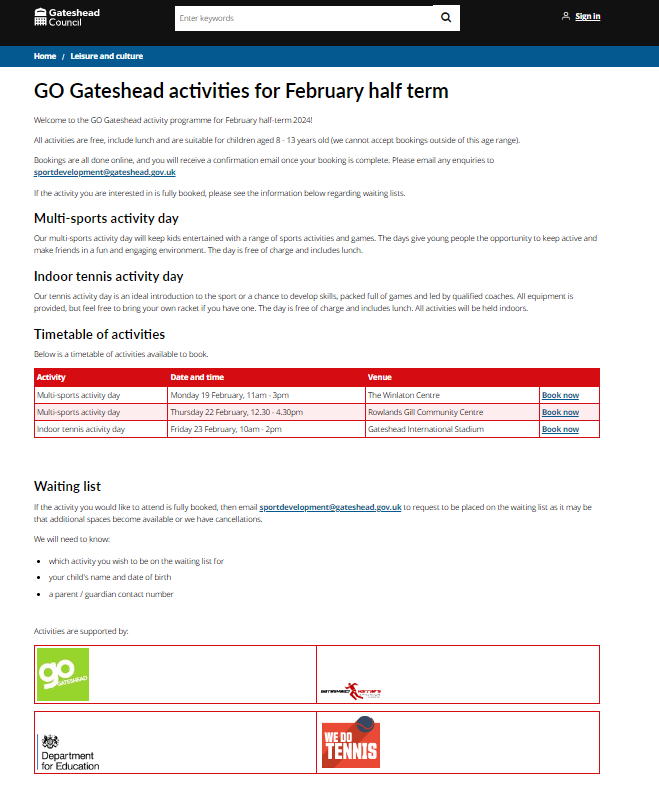 Gateshead
Council
Enter keywords
Sign in
Home / Leisure and culture
GO Gateshead activities for February half term
Welcome to the GO Gateshead activity programme for February half-term 2024!
All activities are free, include lunch and are suitable for children aged 8 - 13 years old (we cannot accept bookings outside of this age range).
Bookings are all done online, and you will receive a confirmation email once your booking is complete. Please email any enquiries to
sportdevelopment@gateshead.gov.uk
If the activity you are interested in is fully booked, please see the information below regarding waiting lists.
Multi-sports activity day
Our multi-sports activity day will keep kids entertained with a range of sports activities and games. The days give young people the opportunity to keep active and
make friends in a fun and engaging environment. The day is free of charge and includes lunch.
Indoor tennis activity day
Our tennis activity day is an ideal introduction to the sport or a chance to develop skills, packed full of games and led by qualified coaches. All equipment is
provided, but feel free to bring your own racket if you have one. The day is free of charge and includes lunch. All activities will be held indoors.
Timetable of activities
Below is a timetable of activities available to book.
Activity Date and time Venue
Multi-sports activity day Monday 19 February, 11am - 3pm The Winlaton Centre Book now
Multi-sports activity day Thursday 22 February, 12.30 - 4.30pm Rowlands Gill Community Centre Book now
Indoor tennis activity day Friday 23 February, 10am - 2pm Gateshead International Stadium Book now
Waiting list
If the activity you would like to attend is fully booked, then email sportdevelopment@gateshead.gov.uk to request to be placed on the waiting list as it may be
that additional spaces become available or we have cancellations.
We will need to know:
which activity you wish to be on the waiting list for
your child's name and date of birth
a parent / guardian contact number
Activities are supported by:
go
GATESHEAD
Department
for Education
WE DO
TENNIS